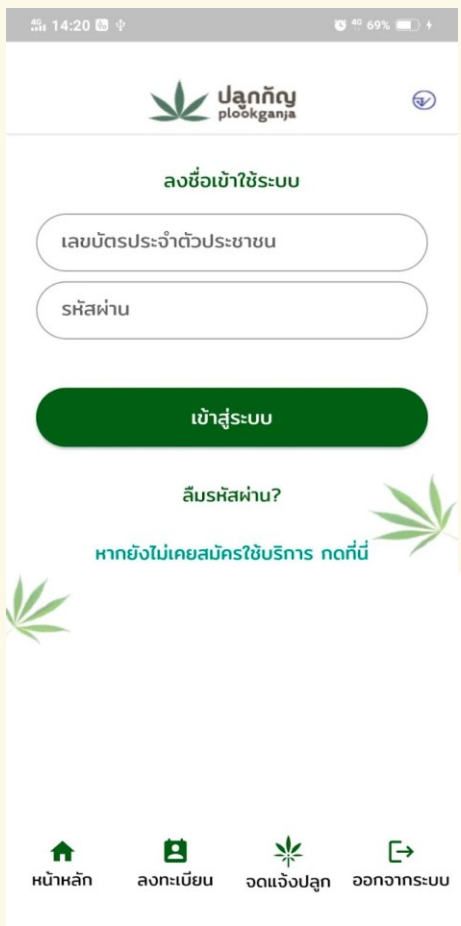 4G 14:20 4G 69%
ปลูกกัญ
plookganja
ลงชื่อเข้าใช้ระบบ
เลขบัตรประจำตัวประชาชน
รหัสผ่าน
เข้าสู่ระบบ
ลืมรหัสผ่าน?
หากยังไม่เคยสมัครใช้บริการ กดที่นี่
หน้าหลัก ลงทะเบียน จดแจ้งปลูก ออกจากระบบ